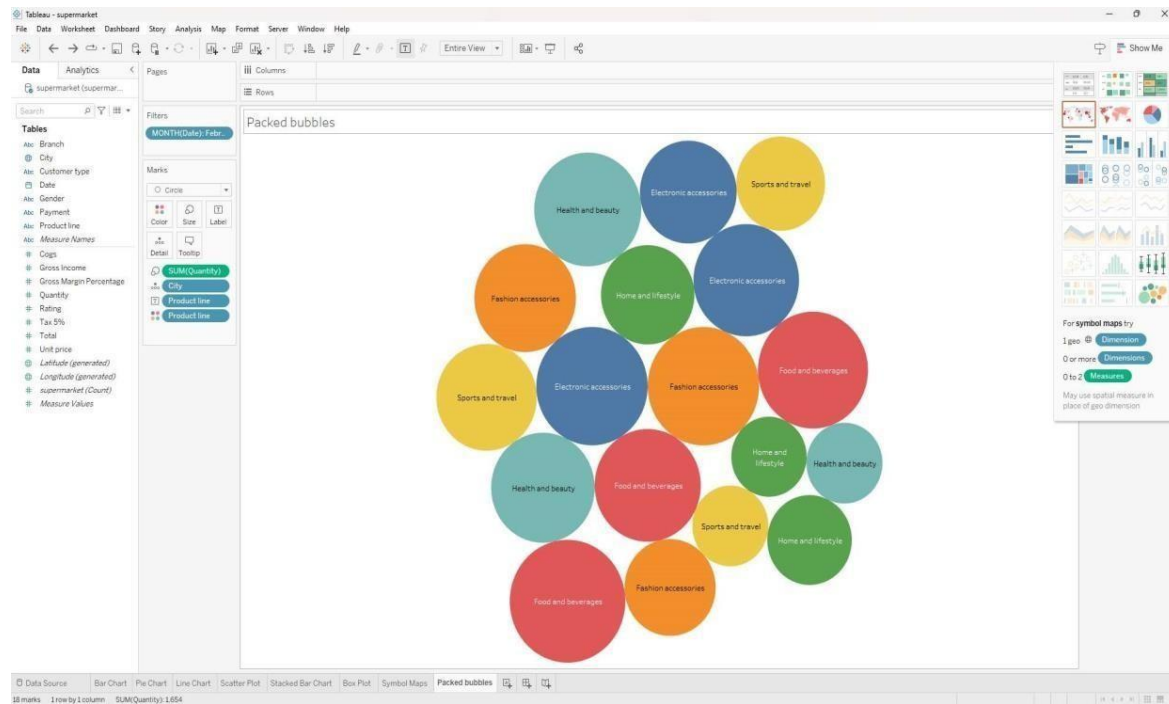 Tableau - supermarket
File Data Worksheet Dashboard Story Analysis Map Format Server Window Help
Entire View
Show Me
Data Analytics
supermarket (supermar...
Search
Tables
Abc Branch
City
Abc Customer type
Date
Abc Gender
Abc Payment
Abc Product line
Abc Measure Names
# Cogs
# Gross Income
# Gross Margin Percentage
# Quantity
# Rating
# Tax 5%
# Total
# Unit price
Latitude (generated)
Longitude (generated)
# supermarket (Count)
# Measure Values
Pages
Filters
MONTH(Date): Febr..
Marks
Circle
Color Size Label
Detail Tooltip
SUM(Quantity)
City
Product line
Product line
Columns
Rows
Packed bubbles
Sports and travel
Electronic accessories
Health and beauty
Electronic accessories
Home and lifestyle
Fashion accessories
Food and beverages
Electronic accessories
Fashion accessories
Sports and travel
Home and
lifestyle
Health and beauty
Food and beverages
Health and beauty
Sports and travel
Home and lifestyle
Fashion accessories
Food and beverages
For symbol maps try
1 geo Dimension
0 or more Dimensions
0 to 2 Measures
May use spatial measure in
place of geo dimension
Data Source Bar Chart Pie Chart Line Chart Scatter Plot Stacked Bar Chart Box Plot Symbol Maps Packed bubbles
18 marks 1 row by 1 column SUM(Quantity): 1,654